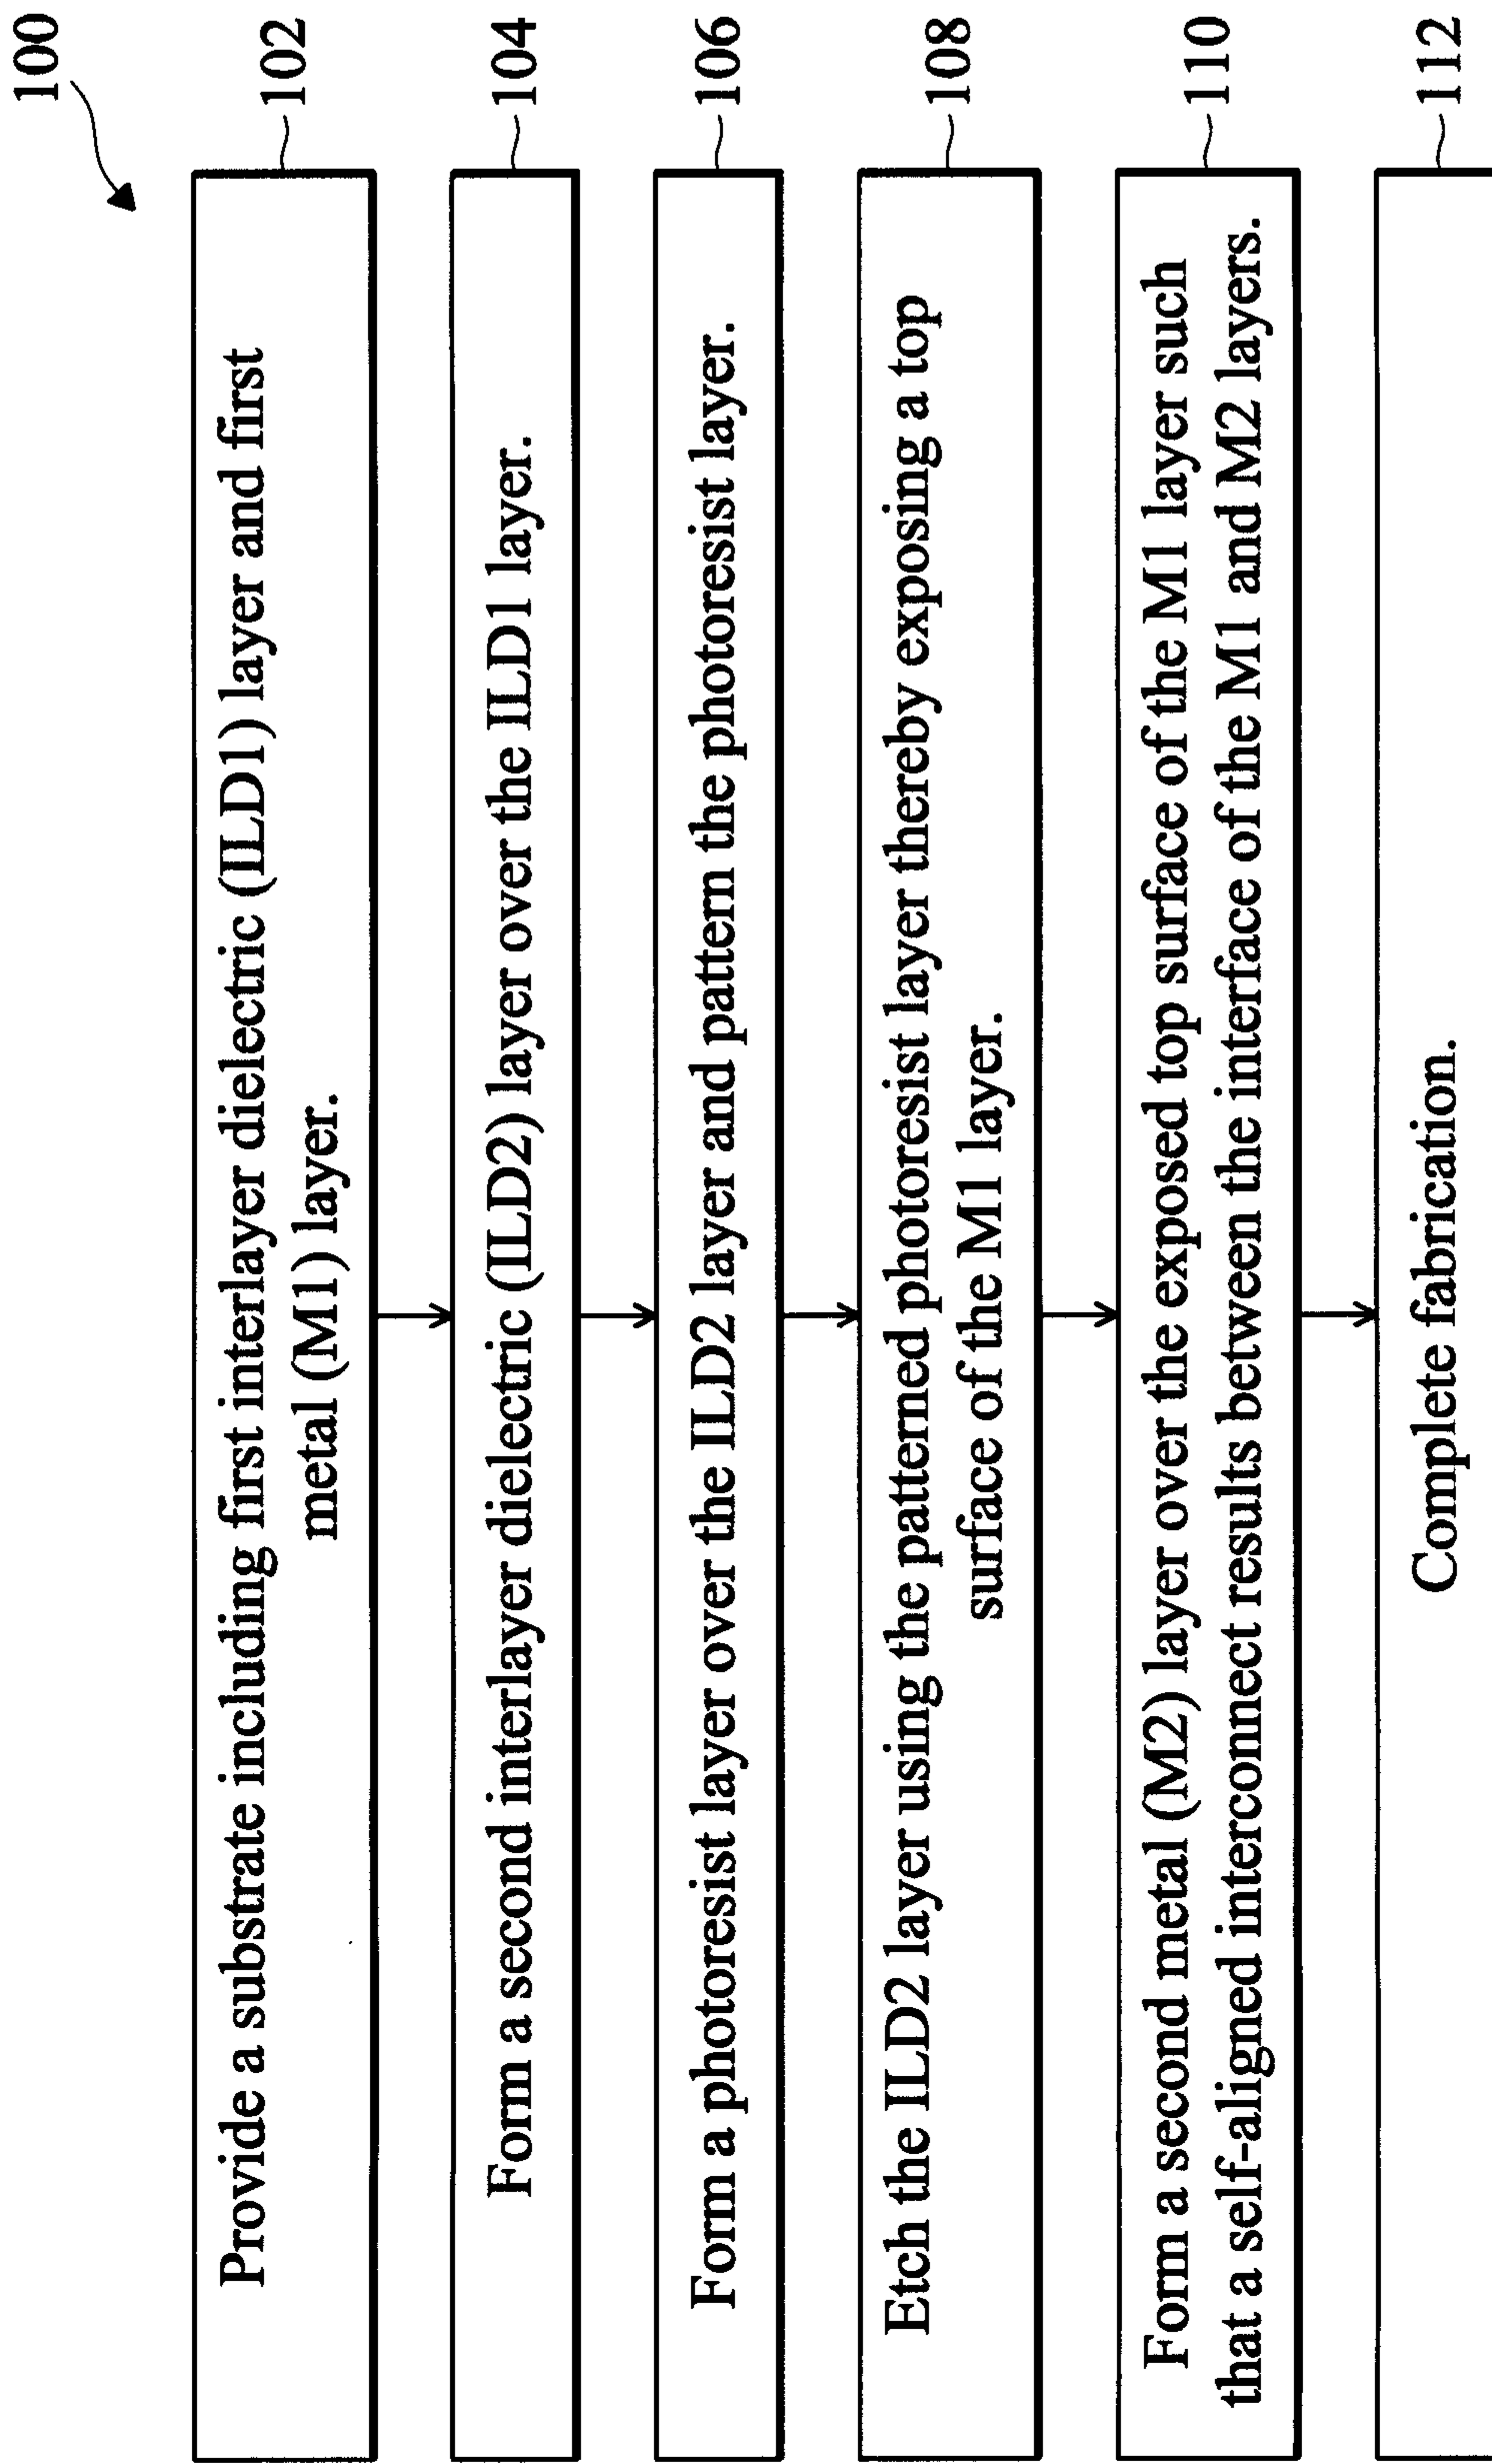 100
Provide a substrate including first interlayer dielectric (ILD1) layer and first
metal (M1) layer.
102
Form a second interlayer dielectric (ILD2) layer over the ILD1 layer.
104
Form a photoresist layer over the ILD2 layer and pattern the photoresist layer.
106
Etch the ILD2 layer using the patterned photoresist layer thereby exposing a top
surface of the M1 layer.
108
Form a second metal (M2) layer over the exposed top surface of the M1 layer such
that a self-aligned interconnect results between the interface of the M1 and M2 layers.
110
Complete fabrication.
112